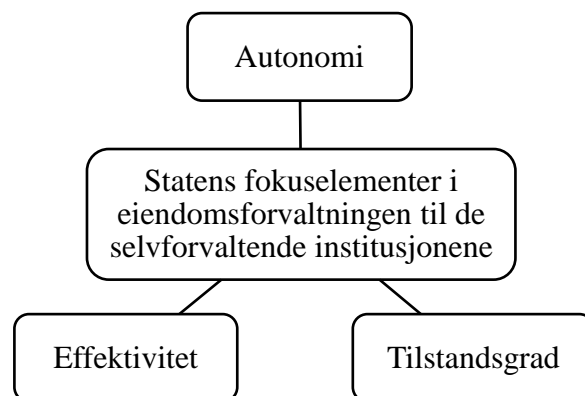 Autonomi
Statens fokuselementer i
eiendomsforvaltningen til de
selvforvaltende institusjonene
Effektivitet
Tilstandsgrad